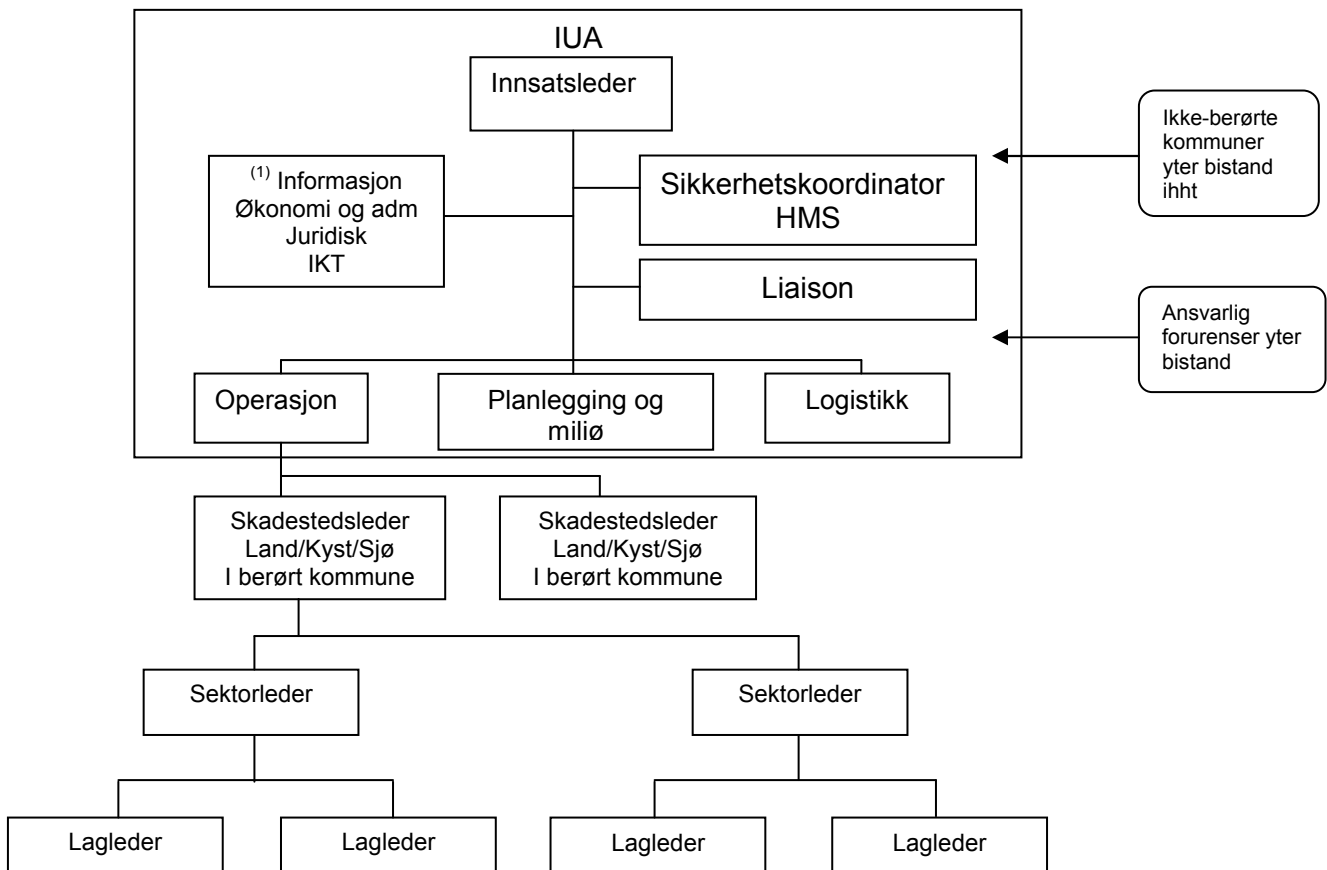 IUA
Innsatsleder
(1) Informasjon
Økonomi og adm
Juridisk
IKT
Sikkerhetskoordinator
HMS
Liaison
Ikke-berørte
kommuner
yter bistand
ihht
Ansvarlig
forurenser yter
bistand
Operasjon
Planlegging og
miliø
Logistikk
Skadestedsleder
Land/Kyst/Sjø
I berørt kommune
Skadestedsleder
Land/Kyst/Sjø
I berørt kommune
Sektorleder
Sektorleder
Lagleder
Lagleder
Lagleder
Lagleder